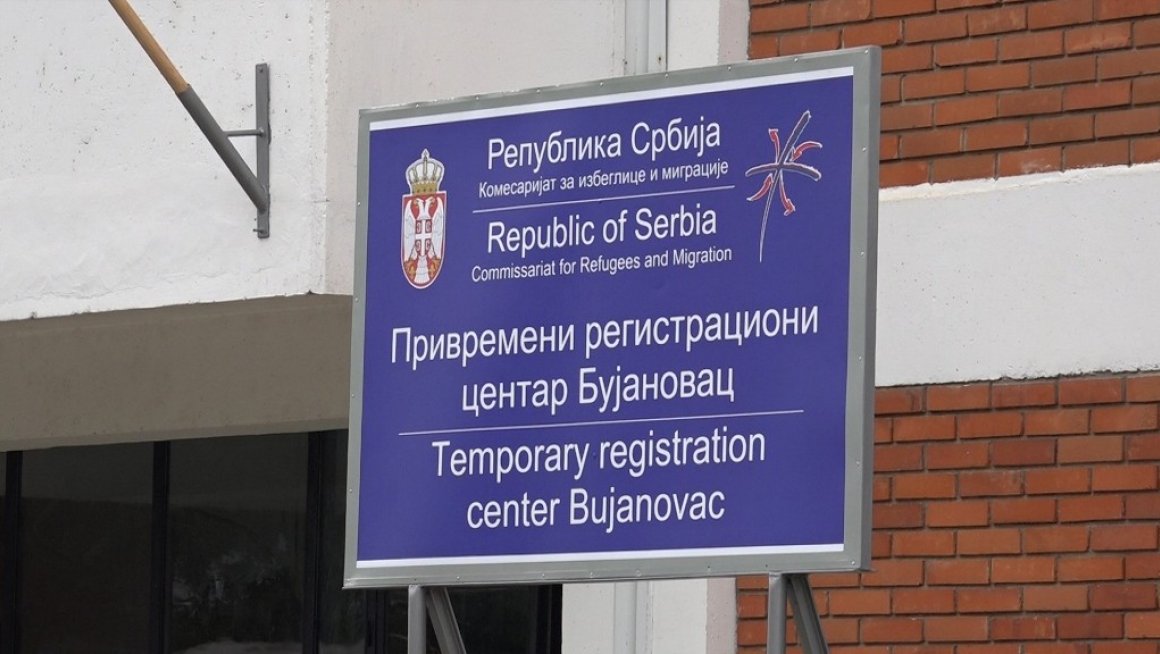 Република Србија
Комесаријат за избеглице и миграције
Republic of Serbia
Commissariat for Refugees and Migration
Привремени регистрациони
центар Бујановац
Temporary registration
center Bujanovac